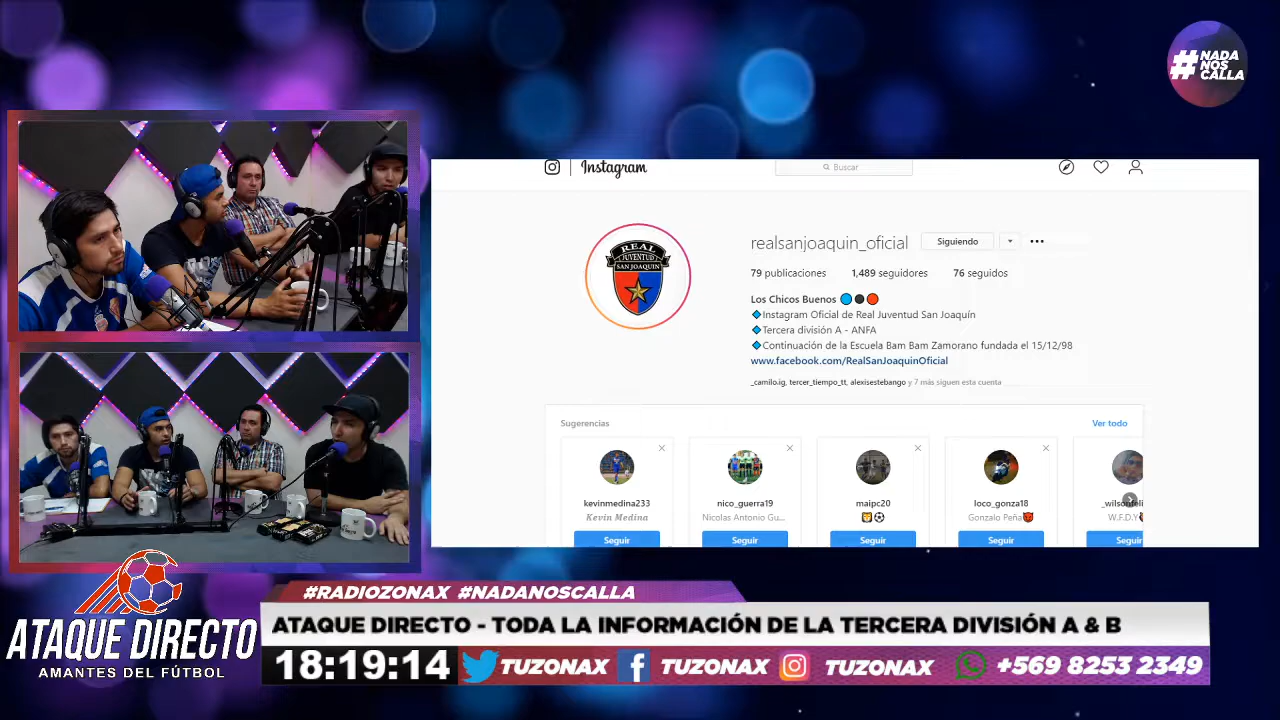 #NADA
NOS
CALLA
Instagram
Buscar
REAL
JUVENTUD
SAN JOAQUIN
realsanjoaquin_oficial
Siguiendo
79 publicaciones 1,489 seguidores 76 seguidos
Los Chicos Buenos
Instagram Oficial de Real Juventud San Joaquín
Tercera división A - ANFA
Continuación de la Escuela Bam Bam Zamorano fundada el 15/12/98
www.facebook.com/RealSanJoaquinOficial
_camilo.ig, tercer_tiempo_tt, alexisestebango y 7 más siguen esta cuenta
Sugerencias
Ver todo
kevinmedina233 nico_guerra19 maipc20 loco_gonza18 _wilsonfeli
Kevin Medina Nicolas Antonio Gu... Gonzalo Peña W.F.D.Y
Seguir Seguir Seguir Seguir Seguir
#RADIOZONAX #NADANOSCALLA
ATAQUE DIRECTO - TODA LA INFORMACIÓN DE LA TERCERA DIVISIÓN A & B
18:19:14 TUZONAX TUZONAX TUZONAX +569 8253 2349
ATAQUE DIRECTO
AMANTES DEL FÚTBOL